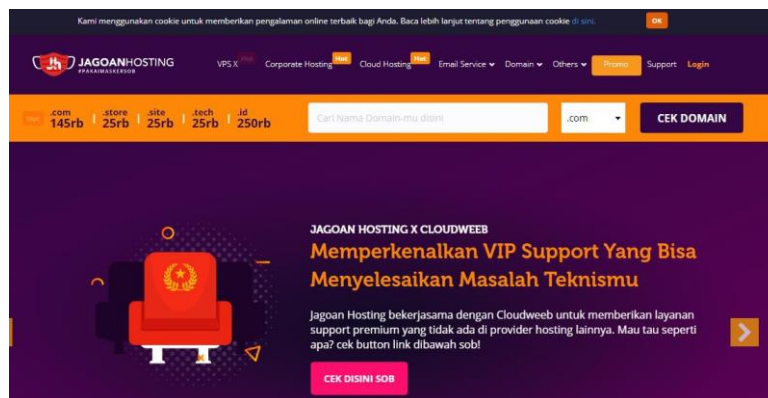 Kami menggunakan cookie untuk memberikan pengalaman online terbaik bagi Anda. Baca lebih lanjut tentang penggunaan cookie di sini.
OK
JAGOANHOSTING
#PAKAIMASKERSOB
VPS X Hot
Corporate Hosting Hot
Cloud Hosting Hot
Email Service
Domain
Others
Promo
Support
Login
.com .store .site .tech .id
145rb 25rb 25rb 25rb 250rb
Cari Nama Domain-mu disini
.com
CEK DOMAIN
JAGOAN HOSTING X CLOUDWEEB
Memperkenalkan VIP Support Yang Bisa
Menyelesaikan Masalah Teknismu
Jagoan Hosting bekerjasama dengan Cloudweeb untuk memberikan layanan
support premium yang tidak ada di provider hosting lainnya. Mau tau seperti
apa? cek button link dibawah sob!
CEK DISINI SOB